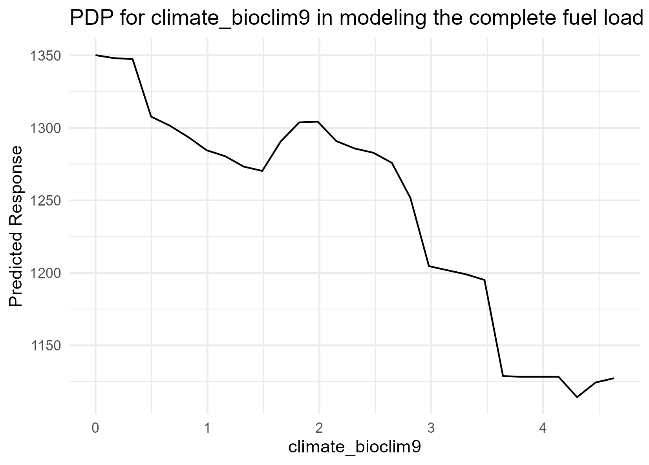 PDP for climate_bioclim9 in modeling the complete fuel load
Predicted Response
1350
1300
1250
1200
1150
0 1 2 3 4
climate_bioclim9